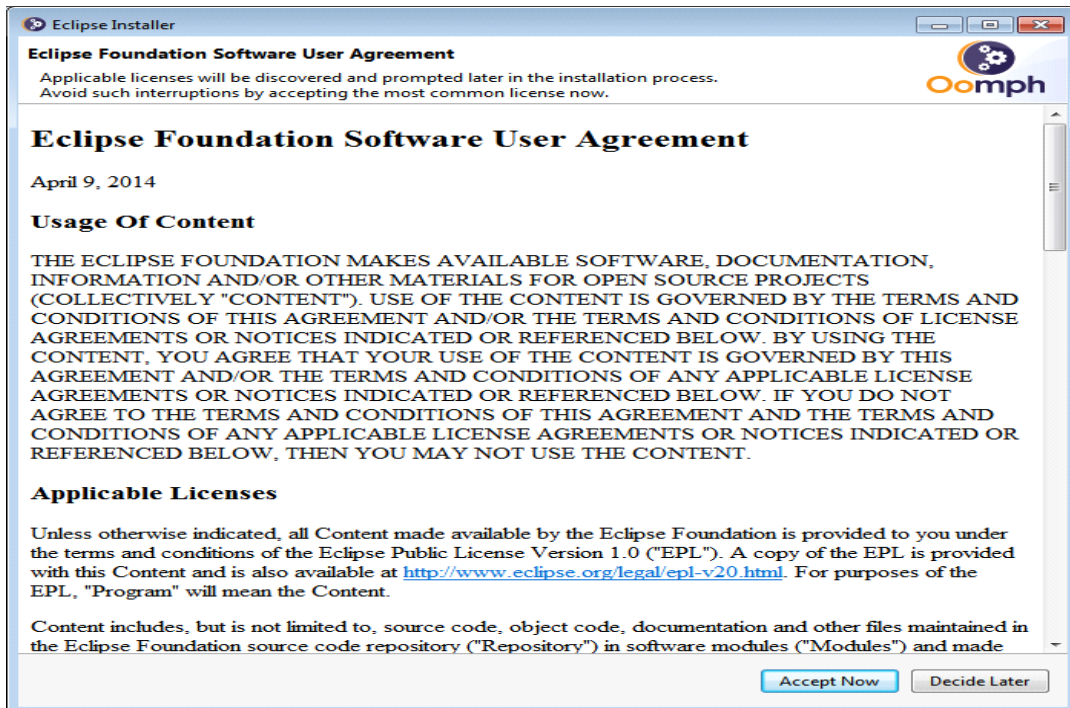 Eclipse Installer
Eclipse Foundation Software User Agreement
Applicable licenses will be discovered and prompted later in the installation process.
Avoid such interruptions by accepting the most common license now.
Oomph
Eclipse Foundation Software User Agreement
April 9, 2014
Usage Of Content
THE ECLIPSE FOUNDATION MAKES AVAILABLE SOFTWARE, DOCUMENTATION,
INFORMATION AND/OR OTHER MATERIALS FOR OPEN SOURCE PROJECTS
(COLLECTIVELY "CONTENT"). USE OF THE CONTENT IS GOVERNED BY THE TERMS AND
CONDITIONS OF THIS AGREEMENT AND/OR THE TERMS AND CONDITIONS OF LICENSE
AGREEMENTS OR NOTICES INDICATED OR REFERENCED BELOW. BY USING THE
CONTENT, YOU AGREE THAT YOUR USE OF THE CONTENT IS GOVERNED BY THIS
AGREEMENT AND/OR THE TERMS AND CONDITIONS OF ANY APPLICABLE LICENSE
AGREEMENTS OR NOTICES INDICATED OR REFERENCED BELOW. IF YOU DO NOT
AGREE TO THE TERMS AND CONDITIONS OF THIS AGREEMENT AND THE TERMS AND
CONDITIONS OF ANY APPLICABLE LICENSE AGREEMENTS OR NOTICES INDICATED OR
REFERENCED BELOW, THEN YOU MAY NOT USE THE CONTENT.
Applicable Licenses
Unless otherwise indicated, all Content made available by the Eclipse Foundation is provided to you under
the terms and conditions of the Eclipse Public License Version 1.0 ("EPL"). A copy of the EPL is provided
with this Content and is also available at http://www.eclipse.org/legal/epl-v20.html. For purposes of the
EPL, "Program" will mean the Content.
Content includes, but is not limited to, source code, object code, documentation and other files maintained in
the Eclipse Foundation source code repository ("Repository") in software modules ("Modules") and made
Accept Now
Decide Later